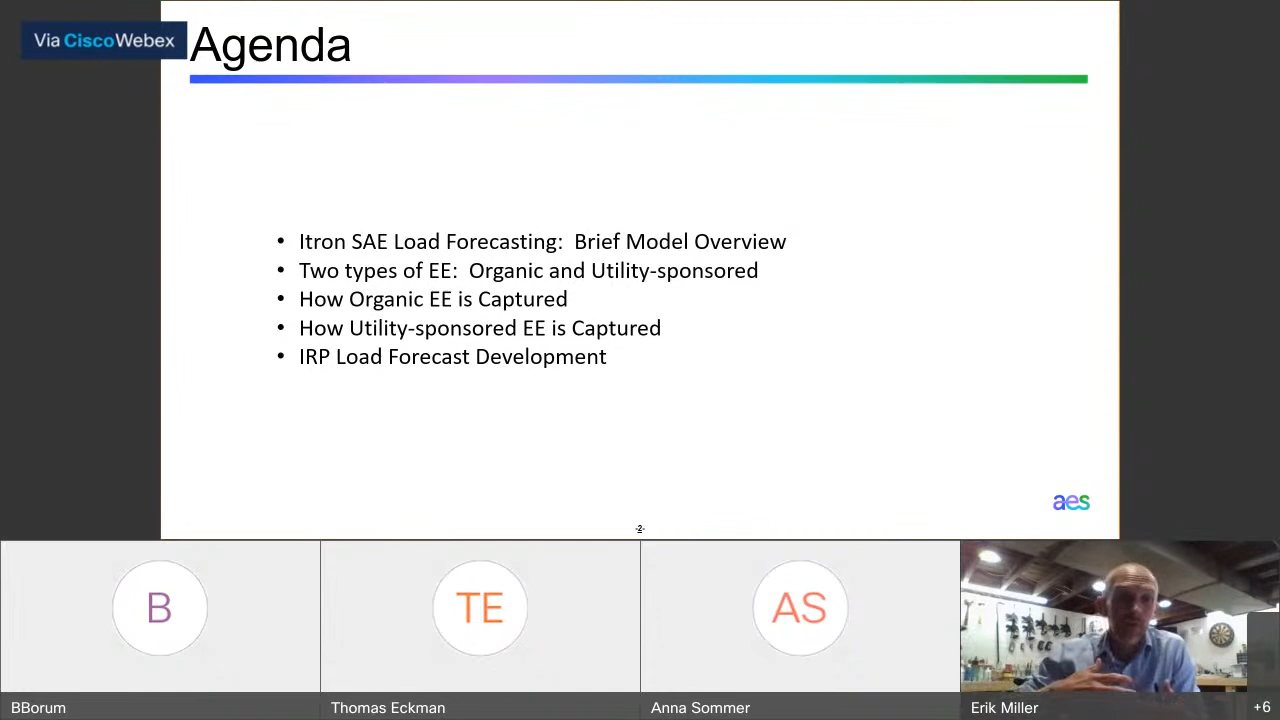 Via CiscoWebex
Agenda
• Itron SAE Load Forecasting:  Brief Model Overview
• Two types of EE:  Organic and Utility-sponsored
• How Organic EE is Captured
• How Utility-sponsored EE is Captured
• IRP Load Forecast Development
aes
-2-
B
TE
AS
BBorum
Thomas Eckman
Anna Sommer
Erik Miller
+6